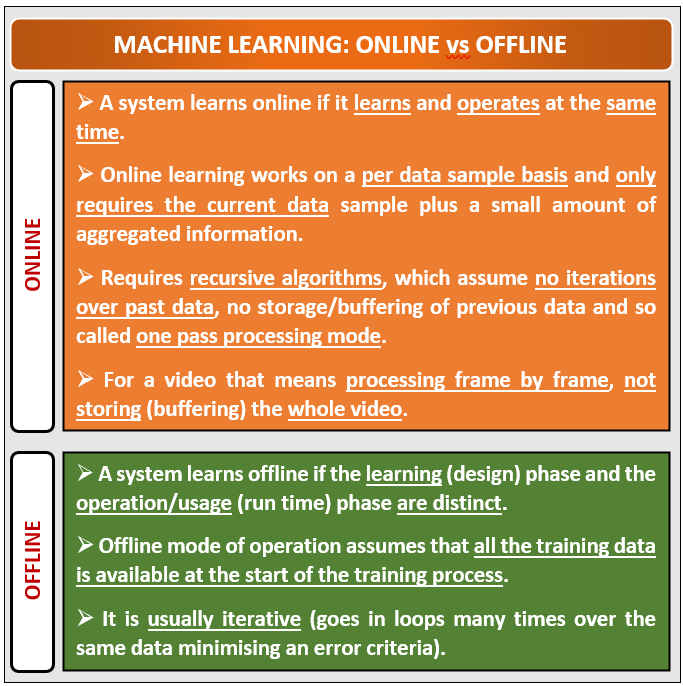 MACHINE LEARNING: ONLINE vs OFFLINE
ONLINE
➢ A system learns online if it learns and operates at the same
time.
➢ Online learning works on a per data sample basis and only
requires the current data sample plus a small amount of
aggregated information.
➢ Requires recursive algorithms, which assume no iterations
over past data, no storage/buffering of previous data and so
called one pass processing mode.
➢ For a video that means processing frame by frame, not
storing (buffering) the whole video.
OFFLINE
➢ A system learns offline if the learning (design) phase and the
operation/usage (run time) phase are distinct.
➢ Offline mode of operation assumes that all the training data
is available at the start of the training process.
➢ It is usually iterative (goes in loops many times over the
same data minimising an error criteria).